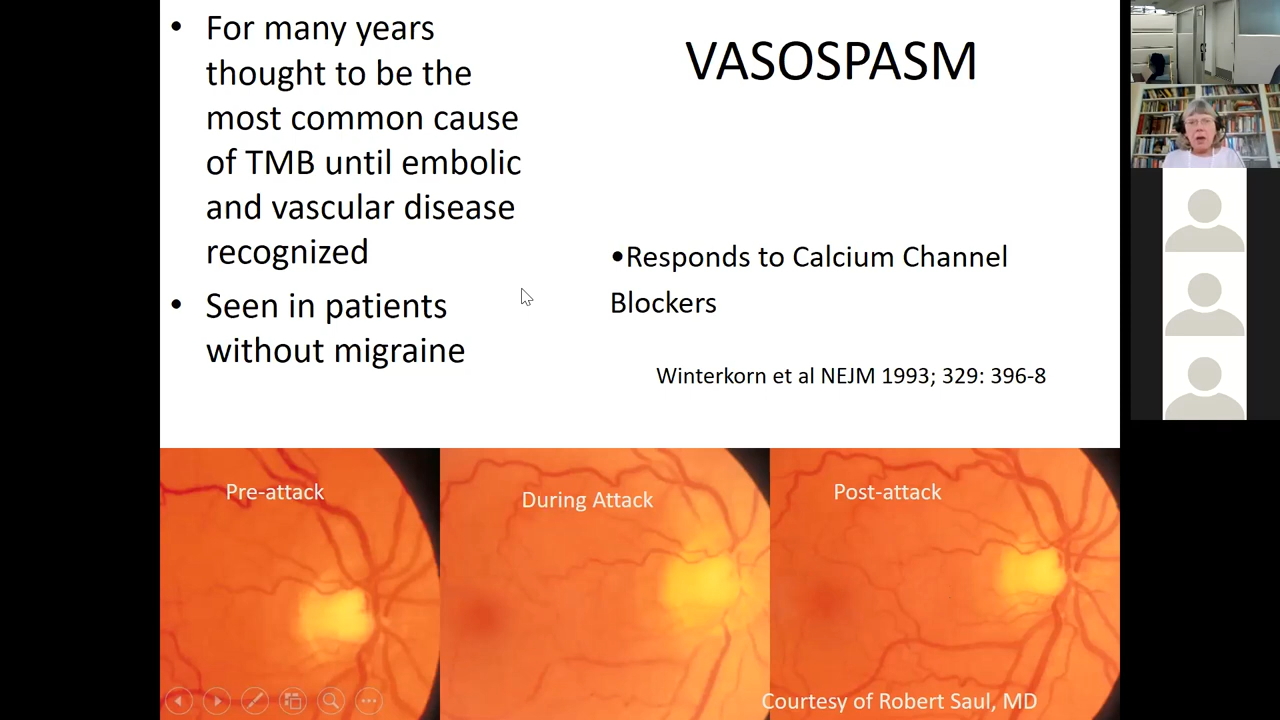 • For many years
thought to be the
most common cause
of TMB until embolic
and vascular disease
recognized
• Seen in patients
without migraine
VASOSPASM
•Responds to Calcium Channel
Blockers
Winterkorn et al NEJM 1993; 329: 396-8
Pre-attack
During Attack
Post-attack
Courtesy of Robert Saul, MD